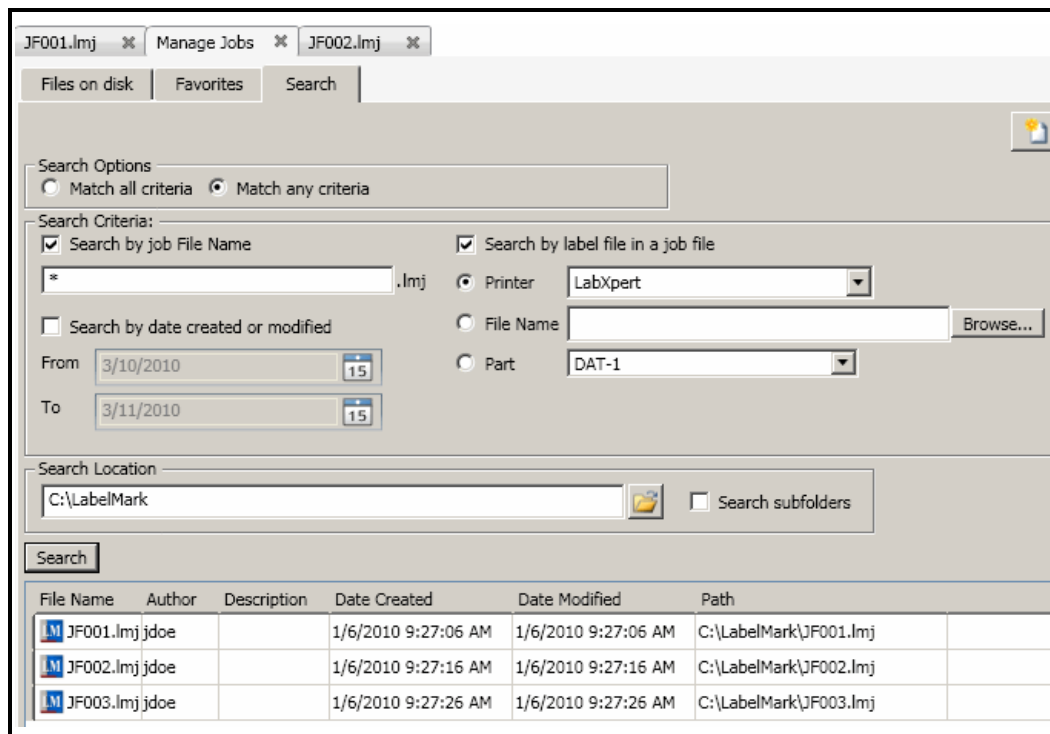 JF001.lmj Manage Jobs JF002.lmj
Files on disk Favorites Search
Search Options
Match all criteria Match any criteria
Search Criteria:
Search by job File Name Search by label file in a job file
* .lmj Printer LabXpert
Search by date created or modified File Name Browse...
From 3/10/2010 15 Part DAT-1
To 3/11/2010 15
Search Location
C:\LabelMark Search subfolders
Search
File Name Author Description Date Created Date Modified Path
LM JF001.lmj jdoe 1/6/2010 9:27:06 AM 1/6/2010 9:27:06 AM C:\LabelMark\JF001.lmj
LM JF002.lmj jdoe 1/6/2010 9:27:16 AM 1/6/2010 9:27:16 AM C:\LabelMark\JF002.lmj
LM JF003.lmj jdoe 1/6/2010 9:27:26 AM 1/6/2010 9:27:26 AM C:\LabelMark\JF003.lmj